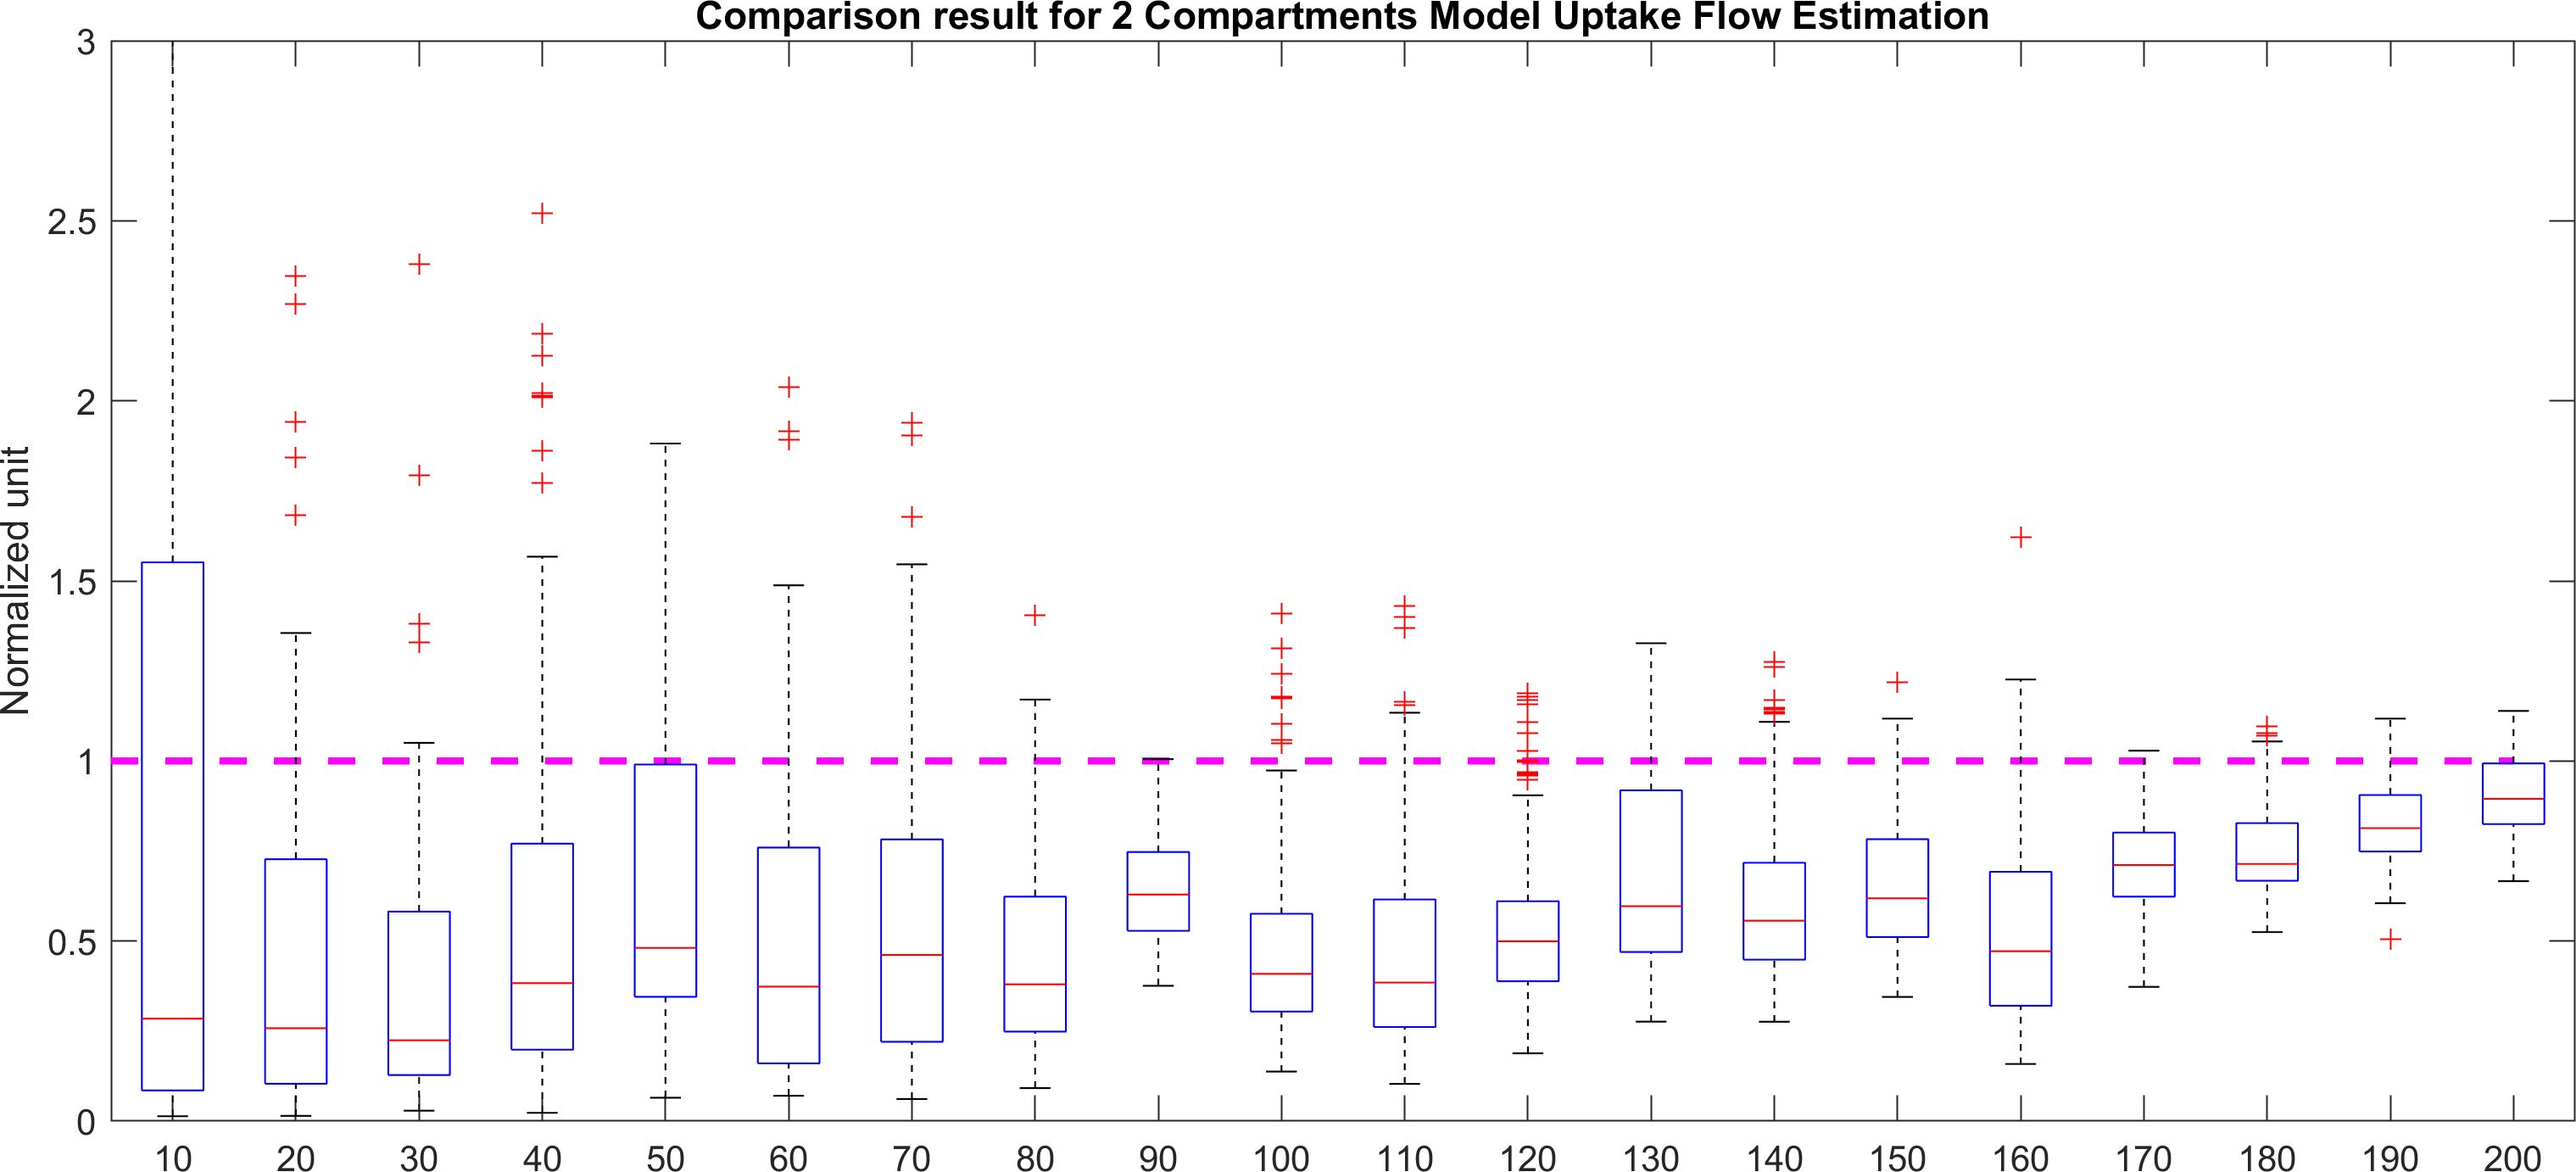 Comparison result for 2 Compartments Model Uptake Flow Estimation
Normalized unit
3
2.5
2
1.5
1
0.5
0
10 20 30 40 50 60 70 80 90 100 110 120 130 140 150 160 170 180 190 200